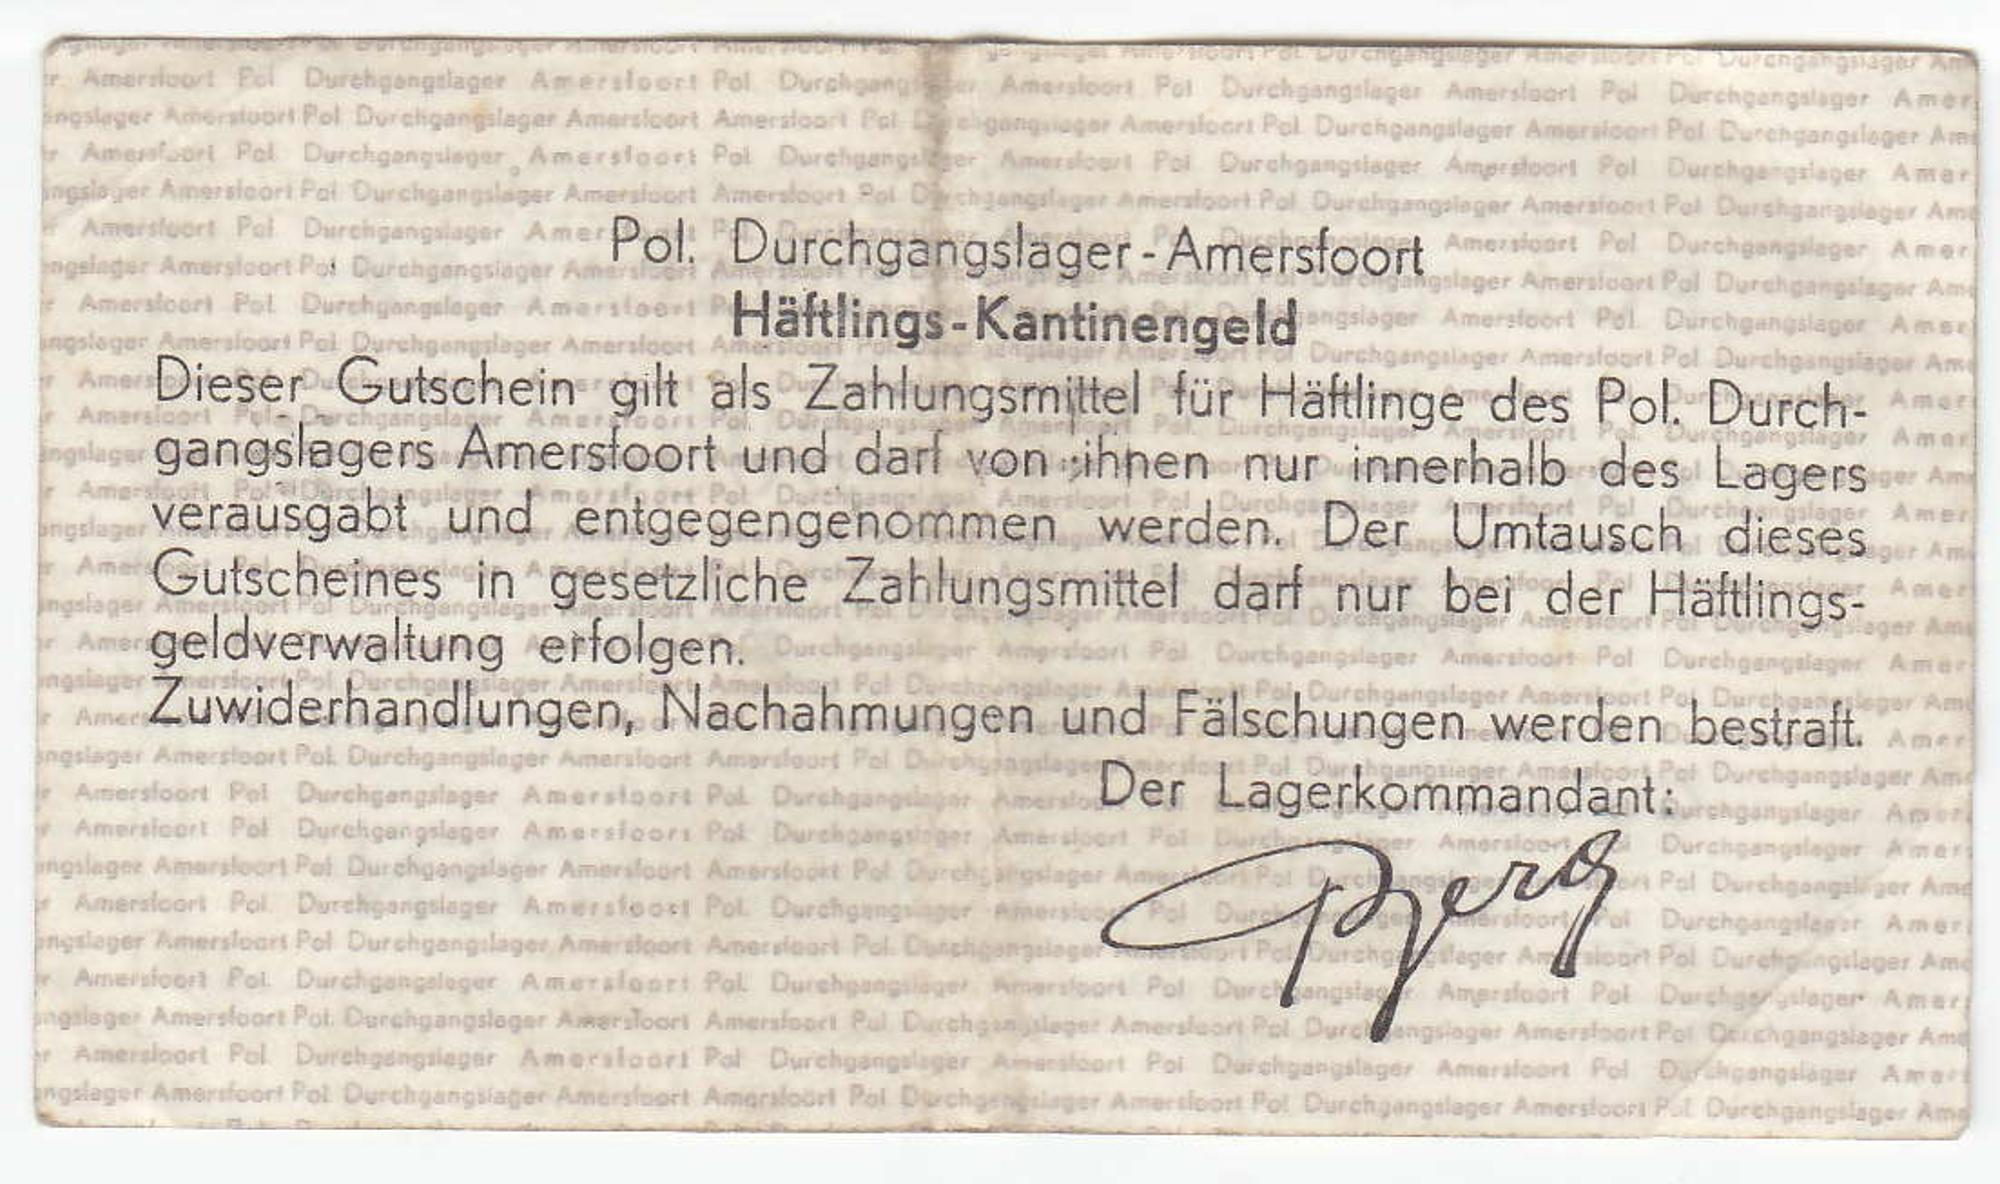 Pol. Durchgangslager-Amersfoort
Häftlings-Kantinengeld
Dieser Gutschein gilt als Zahlungsmittel für Häftlinge des Pol. Durch-
gangslagers Amersfoort und darf von ihnen nur innerhalb des Lagers
verausgabt und entgegengenommen werden. Der Umtausch dieses
Gutscheines in gesetzliche Zahlungsmittel darf nur bei der Häftlings-
geldverwaltung erfolgen.
Zuwiderhandlungen, Nachahmungen und Fälschungen werden bestraft.
Der Lagerkommandant:
Berg